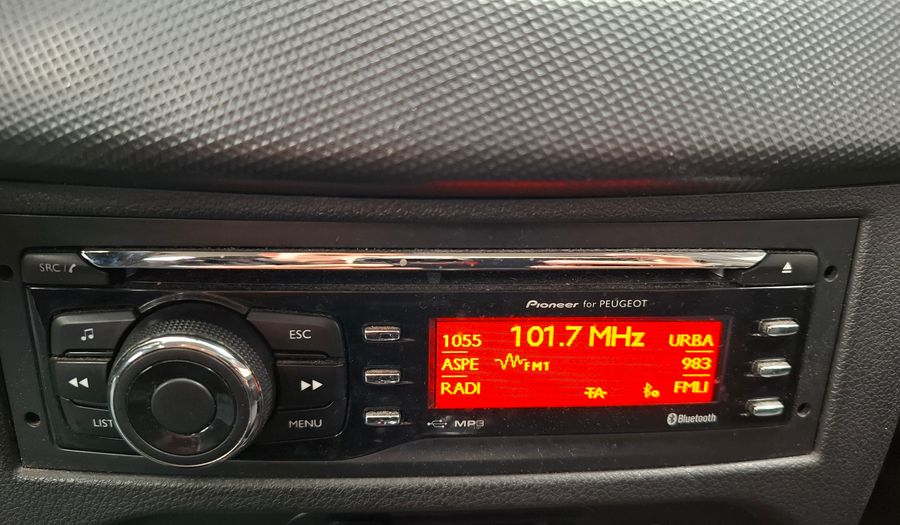 SRC /
Pioneer for PEUGEOT
ESC
LIST
MENU
1055
101.7 MHz
URBA
ASPE
FMT
983
RADI
TA
FMLI
MP3
Bluetooth